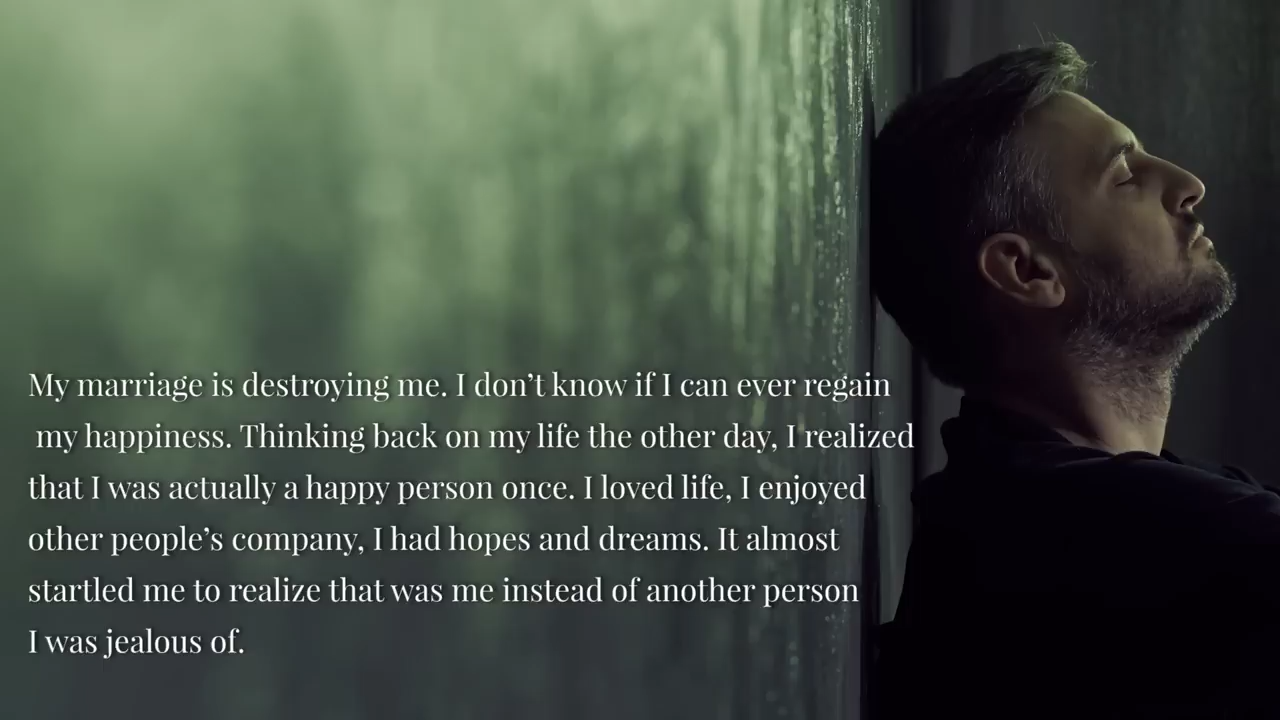 My marriage is destroying me. I don’t know if I can ever regain
my happiness. Thinking back on my life the other day, I realized
that I was actually a happy person once. I loved life, I enjoyed
other people’s company, I had hopes and dreams. It almost
startled me to realize that was me instead of another person
I was jealous of.